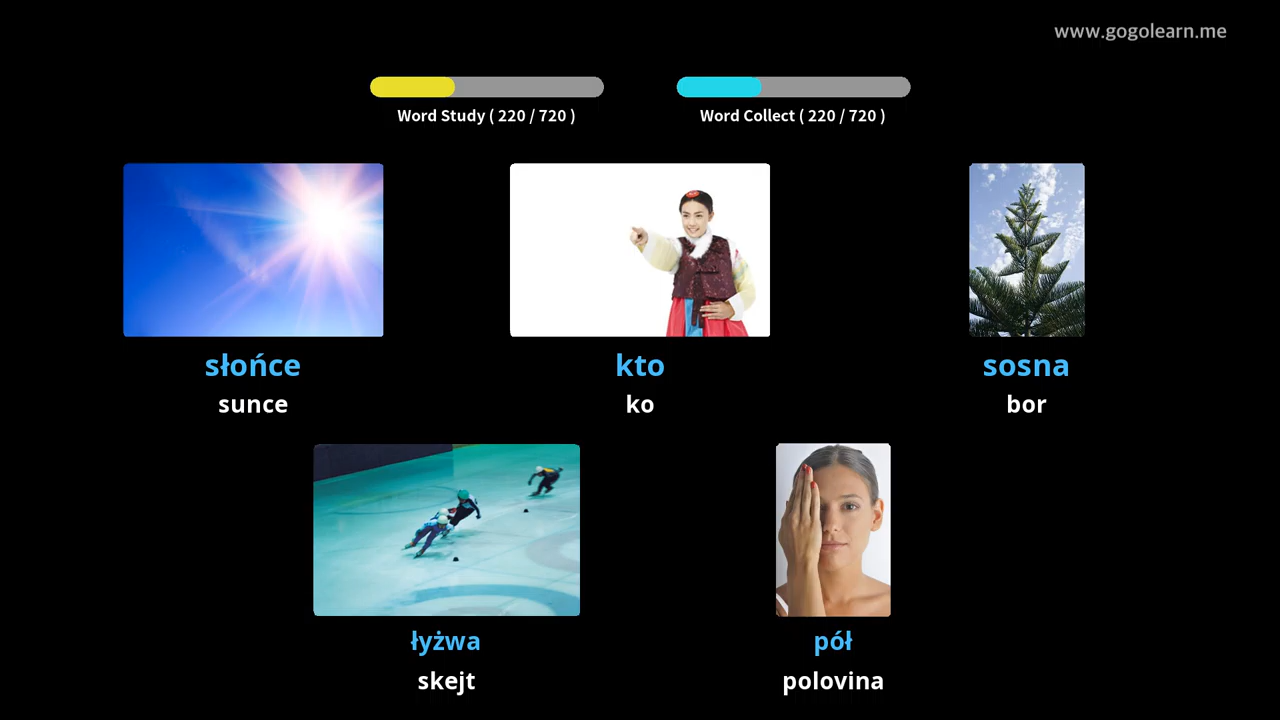 www.gogolearn.me
Word Study ( 220 / 720 )
Word Collect ( 220 / 720 )
słońce
kto
sosna
sunce
ko
bor
łyżwa
pół
skejt
polovina